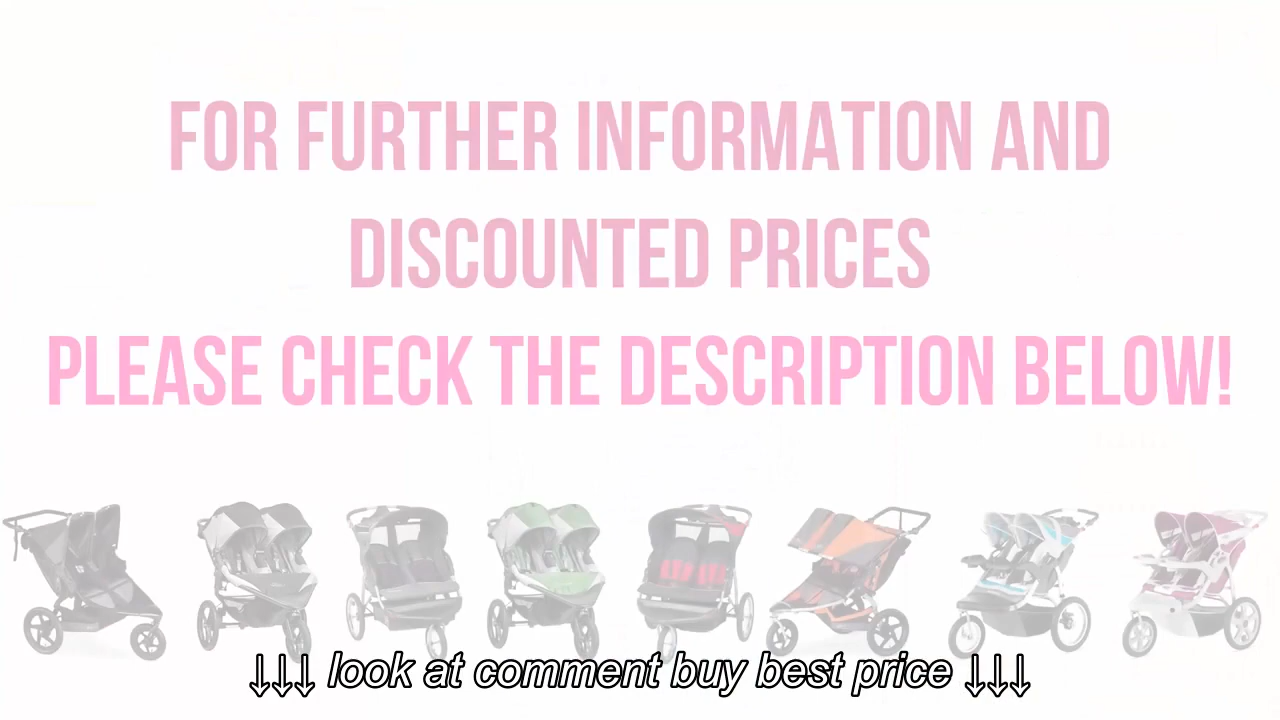 FOR FURTHER INFORMATION AND
DISCOUNTED PRICES
PLEASE CHECK THE DESCRIPTION BELOW!
↓↓↓ look at comment buy best price ↓↓↓